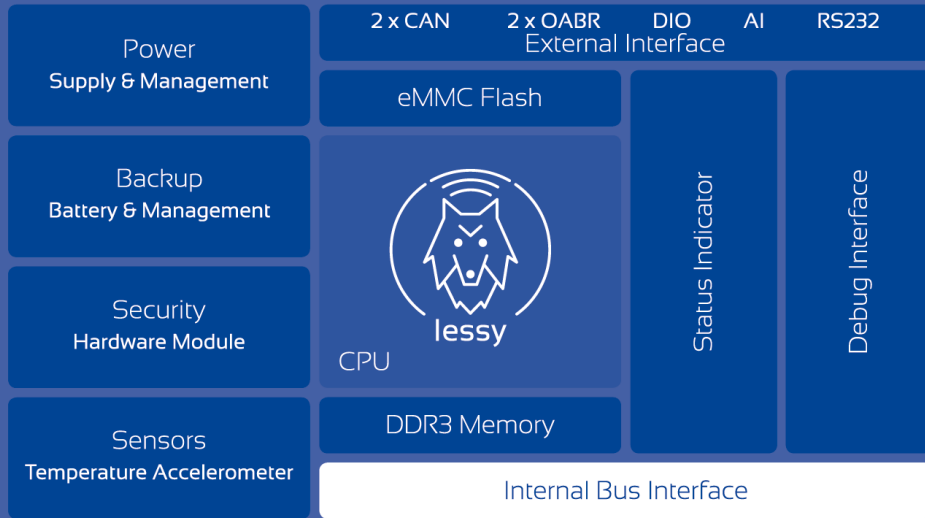 Power
Supply & Management
Backup
Battery & Management
Security
Hardware Module
Sensors
Temperature Accelerometer
2 x CAN 2 x OABR DIO AI RS232
External Interface
eMMC Flash
lessy
CPU
DDR3 Memory
Status Indicator
Debug Interface
Internal Bus Interface